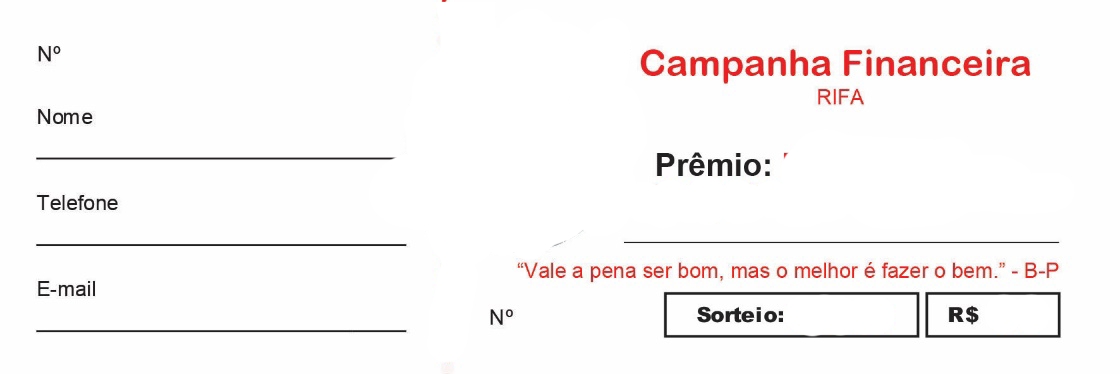 Nº
Nome
Telefone
E-mail
Campanha Financeira
RIFA
Prêmio:
“Vale a pena ser bom, mas o melhor é fazer o bem.” - B-P
Nº
Sorteio:
R$